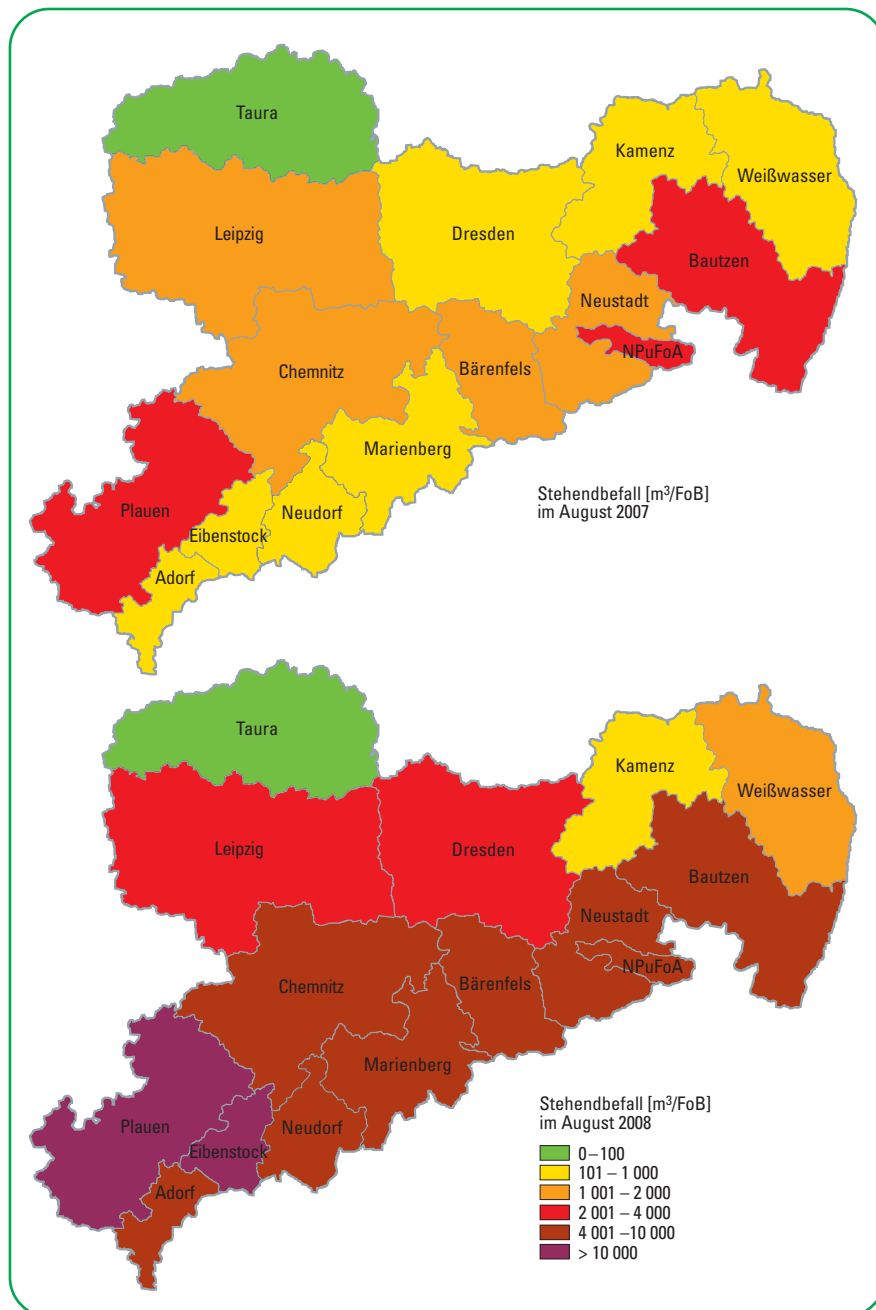 Taura
Kamenz
Weißwasser
Leipzig
Dresden
Bautzen
Neustadt
NPuFoA
Chemnitz
Bärenfels
Marienberg
Stehendbefall [m³/FoB]
im August 2007
Plauen
Neudorf
Eibenstock
Adorf
Taura
Kamenz
Weißwasser
Leipzig
Dresden
Bautzen
Neustadt
NPuFoA
Chemnitz
Bärenfels
Marienberg
Stehendbefall [m³/FoB]
im August 2008
Plauen
Neudorf
Eibenstock
Adorf
0–100
101 – 1 000
1 001 – 2 000
2 001 – 4 000
4 001 –10 000
> 10 000